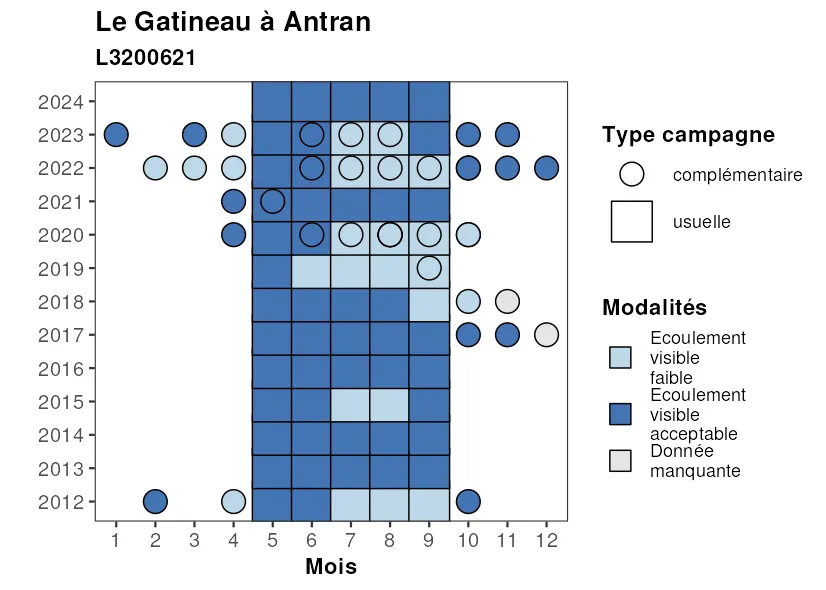 Le Gatineau à Antran
L3200621
2024
2023
2022
2021
2020
2019
2018
2017
2016
2015
2014
2013
2012
1 2 3 4 5 6 7 8 9 10 11 12
Mois
Type campagne
complémentaire
usuelle
Modalités
Ecoulement
visible
faible
Ecoulement
visible
acceptable
Donnée
manquante